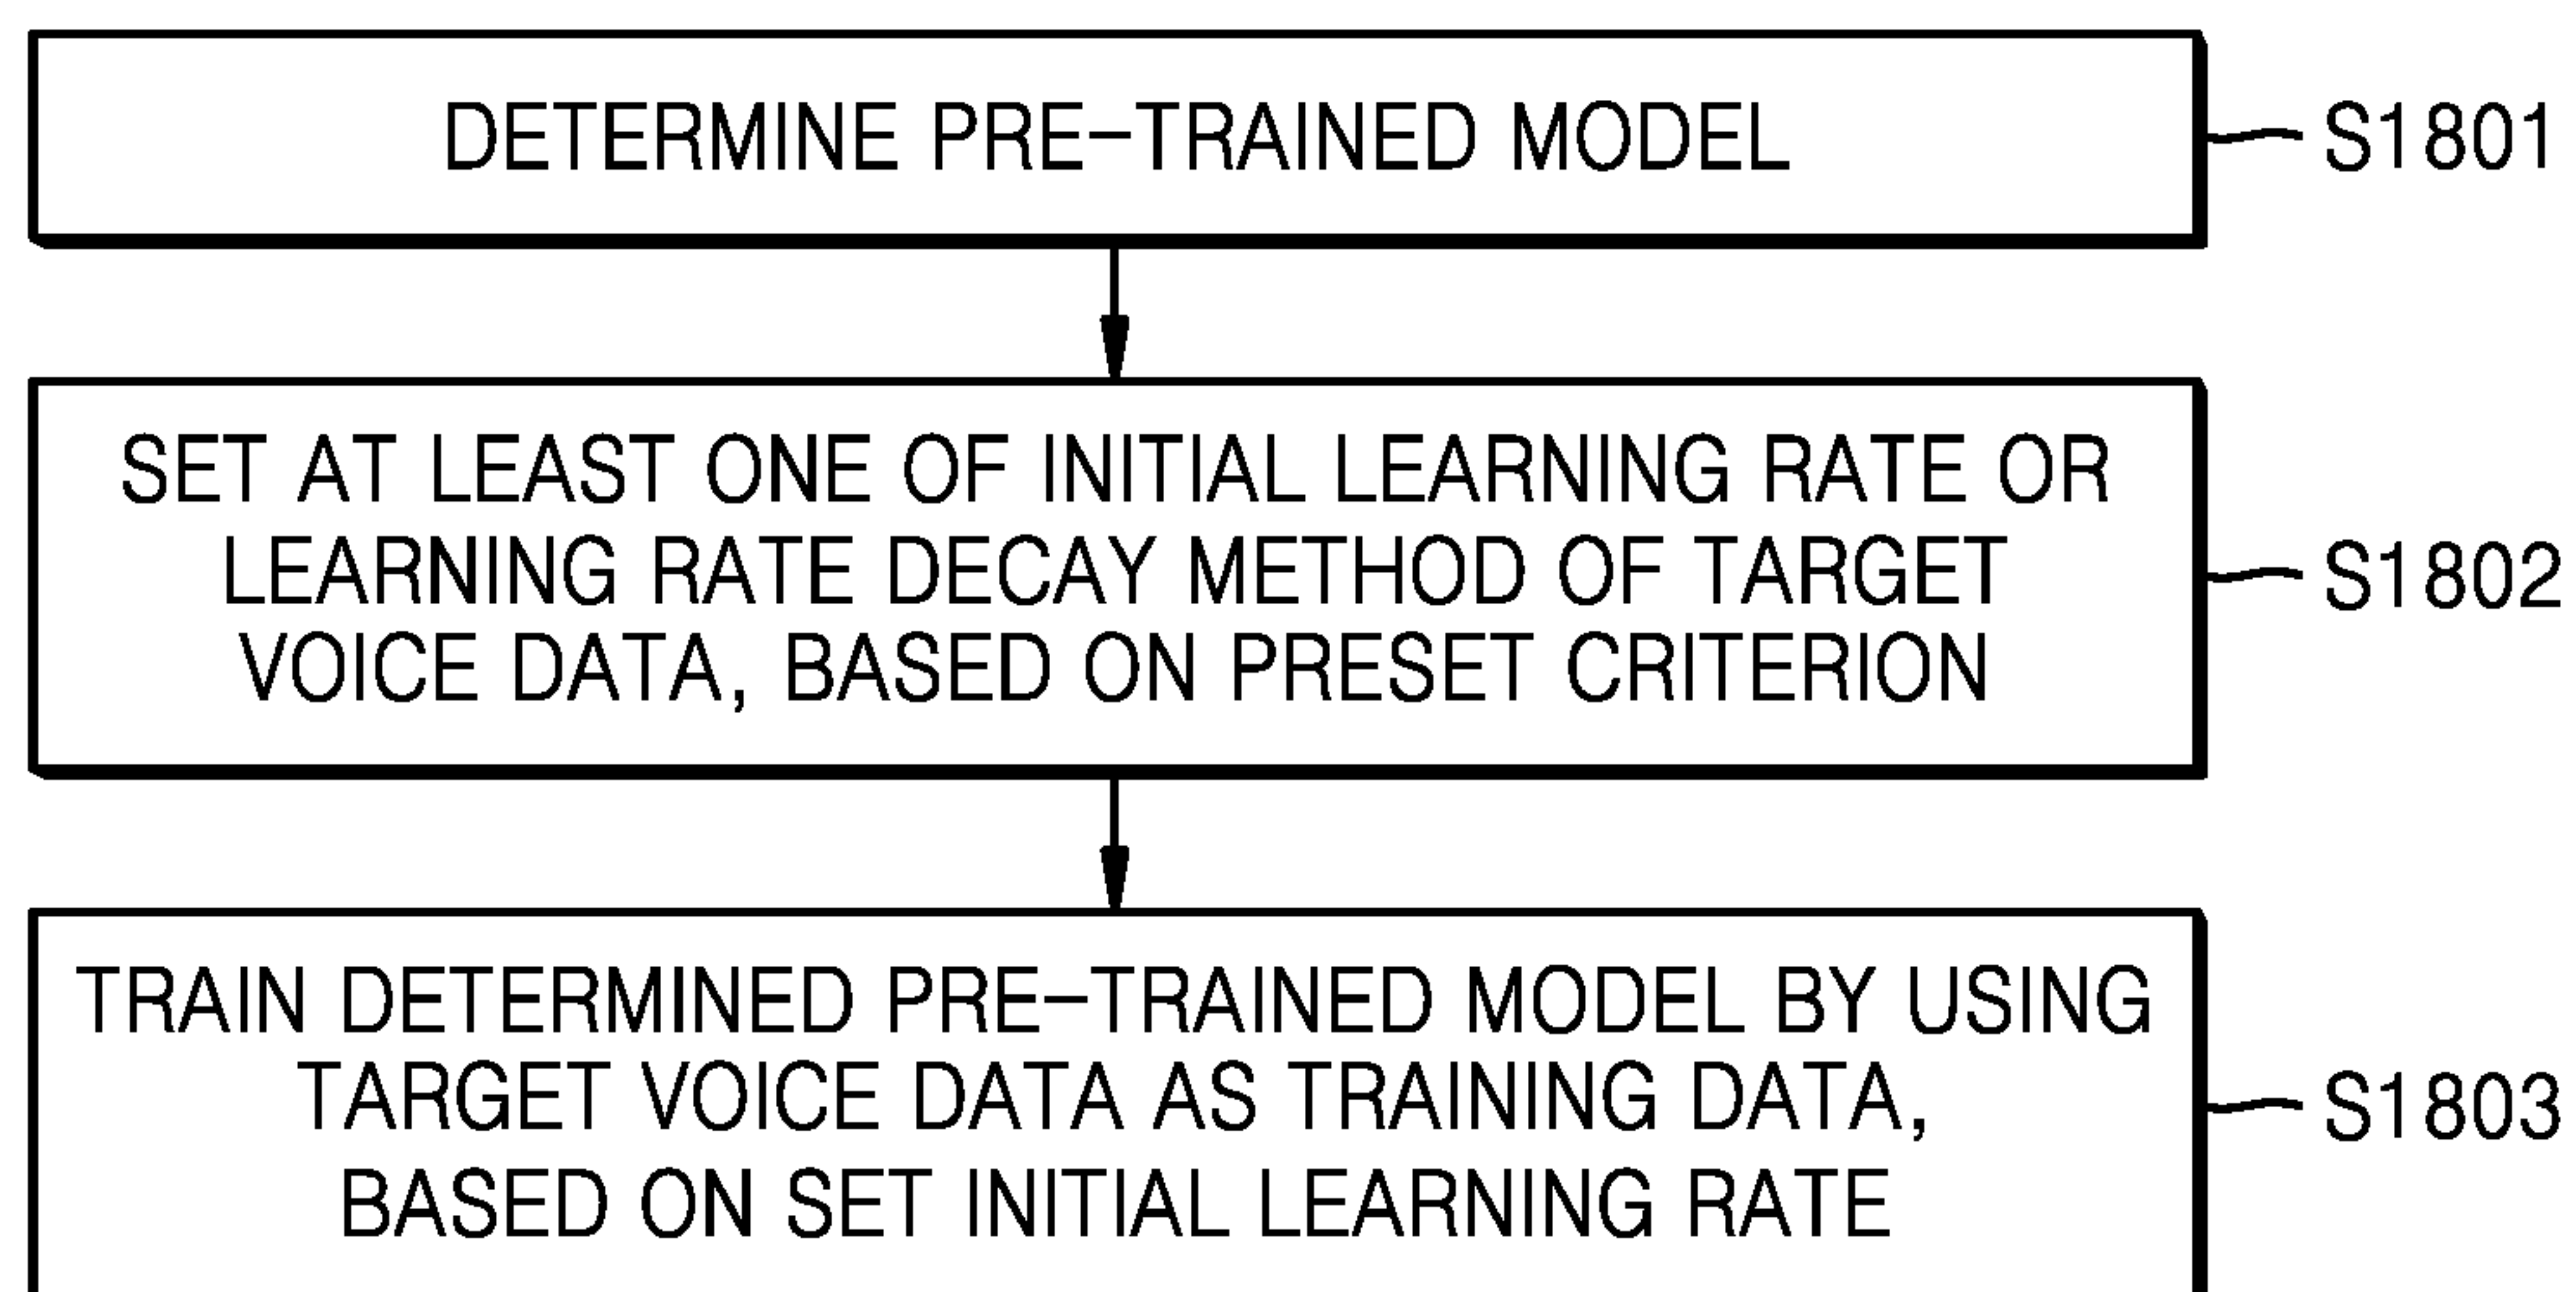 DETERMINE PRE-TRAINED MODEL
S1801
SET AT LEAST ONE OF INITIAL LEARNING RATE OR
LEARNING RATE DECAY METHOD OF TARGET
VOICE DATA, BASED ON PRESET CRITERION
S1802
TRAIN DETERMINED PRE-TRAINED MODEL BY USING
TARGET VOICE DATA AS TRAINING DATA,
BASED ON SET INITIAL LEARNING RATE
S1803